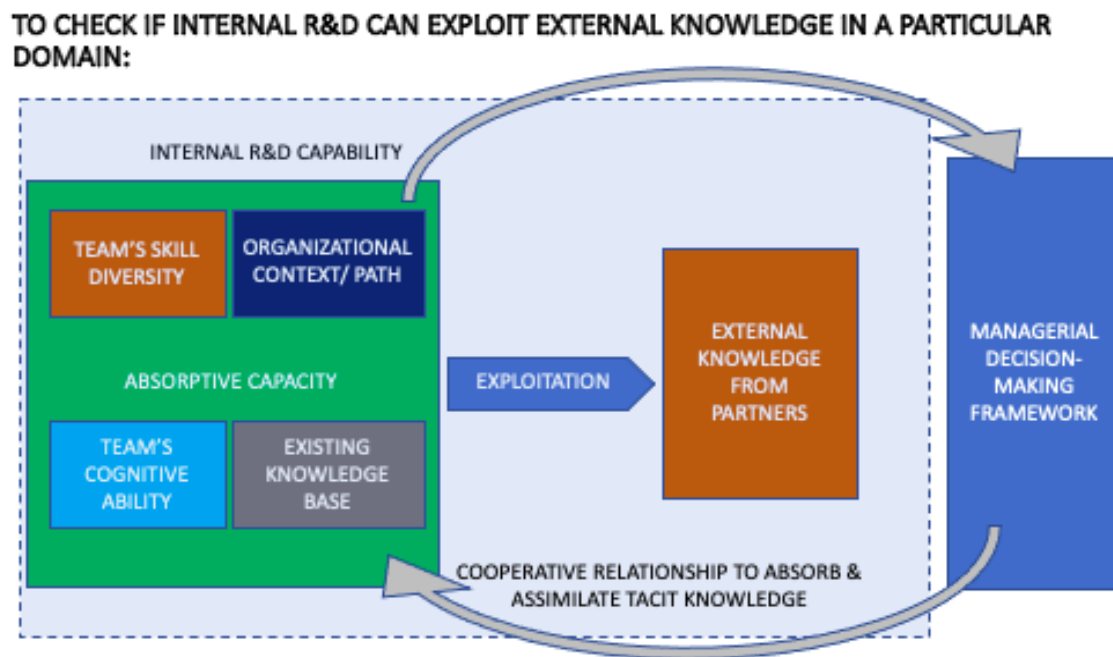 TO CHECK IF INTERNAL R&D CAN EXPLOIT EXTERNAL KNOWLEDGE IN A PARTICULAR
DOMAIN:
INTERNAL R&D CAPABILITY
TEAM'S SKILL
DIVERSITY
ORGANIZATIONAL
CONTEXT/ PATH
ABSORPTIVE CAPACITY
TEAM'S
COGNITIVE
ABILITY
EXISTING
KNOWLEDGE
BASE
EXPLOITATION
EXTERNAL
KNOWLEDGE
FROM
PARTNERS
MANAGERIAL
DECISION-
MAKING
FRAMEWORK
COOPERATIVE RELATIONSHIP TO ABSORB &
ASSIMILATE TACIT KNOWLEDGE